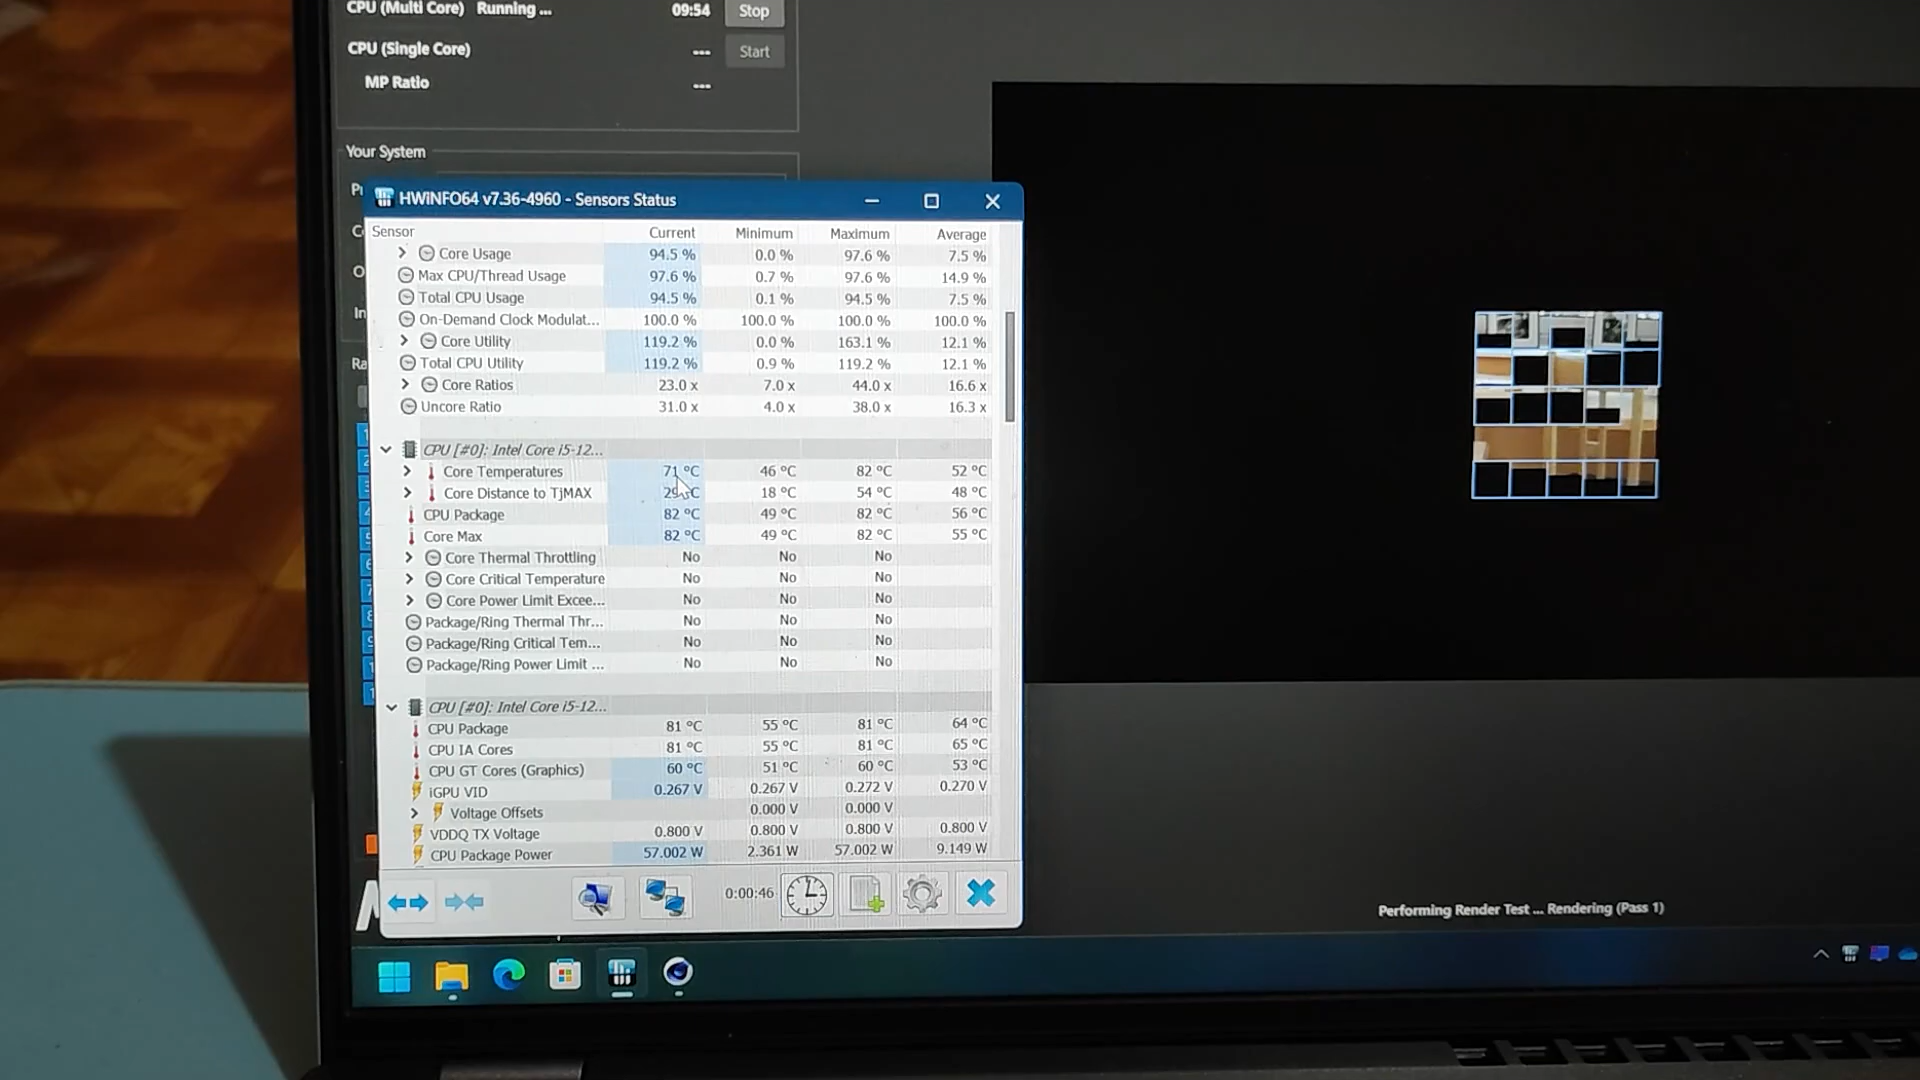 CPU (Multi Core) Running ... 09:54 Stop
CPU (Single Core) --- Start
MP Ratio ---
Your System
HWiNFO64 v7.36-4960 - Sensors Status
Sensor Current Minimum Maximum Average
Core Usage 94.5 % 0.0 % 97.6 % 7.5 %
Max CPU/Thread Usage 97.6 % 0.7 % 97.6 % 14.9 %
Total CPU Usage 94.5 % 0.1 % 94.5 % 7.5 %
On-Demand Clock Modulat... 100.0 % 100.0 % 100.0 % 100.0 %
Core Utility 119.2 % 0.0 % 163.1 % 12.1 %
Total CPU Utility 119.2 % 0.9 % 119.2 % 12.1 %
Core Ratios 23.0 x 7.0 x 44.0 x 16.6 x
Uncore Ratio 31.0 x 4.0 x 38.0 x 16.3 x
CPU [#0]: Intel Core i5-12...
Core Temperatures 71 °C 46 °C 82 °C 52 °C
Core Distance to TjMAX 18 °C 54 °C 48 °C
CPU Package 82 °C 49 °C 82 °C 56 °C
Core Max 82 °C 49 °C 82 °C 55 °C
Core Thermal Throttling No No No
Core Critical Temperature No No No
Core Power Limit Excee... No No No
Package/Ring Thermal Thr... No No No
Package/Ring Critical Tem... No No No
Package/Ring Power Limit ... No No No
CPU [#0]: Intel Core i5-12...
CPU Package 81 °C 55 °C 81 °C 64 °C
CPU IA Cores 81 °C 55 °C 81 °C 65 °C
CPU GT Cores (Graphics) 60 °C 51 °C 60 °C 53 °C
iGPU VID 0.267 V 0.267 V 0.272 V 0.270 V
Voltage Offsets 0.000 V 0.000 V
VDDQ TX Voltage 0.800 V 0.800 V 0.800 V 0.800 V
CPU Package Power 57.002 W 2.361 W 57.002 W 9.149 W
0:00:46
Performing Render Test ... Rendering (Pass 1)